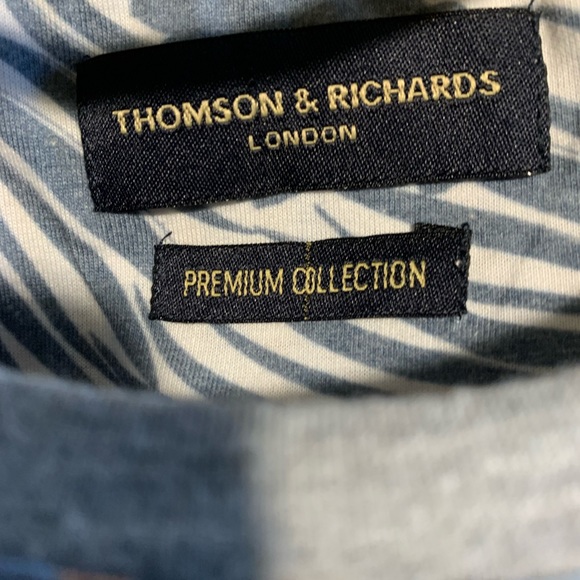 THOMSON & RICHARDS
LONDON
PREMIUM COLLECTION